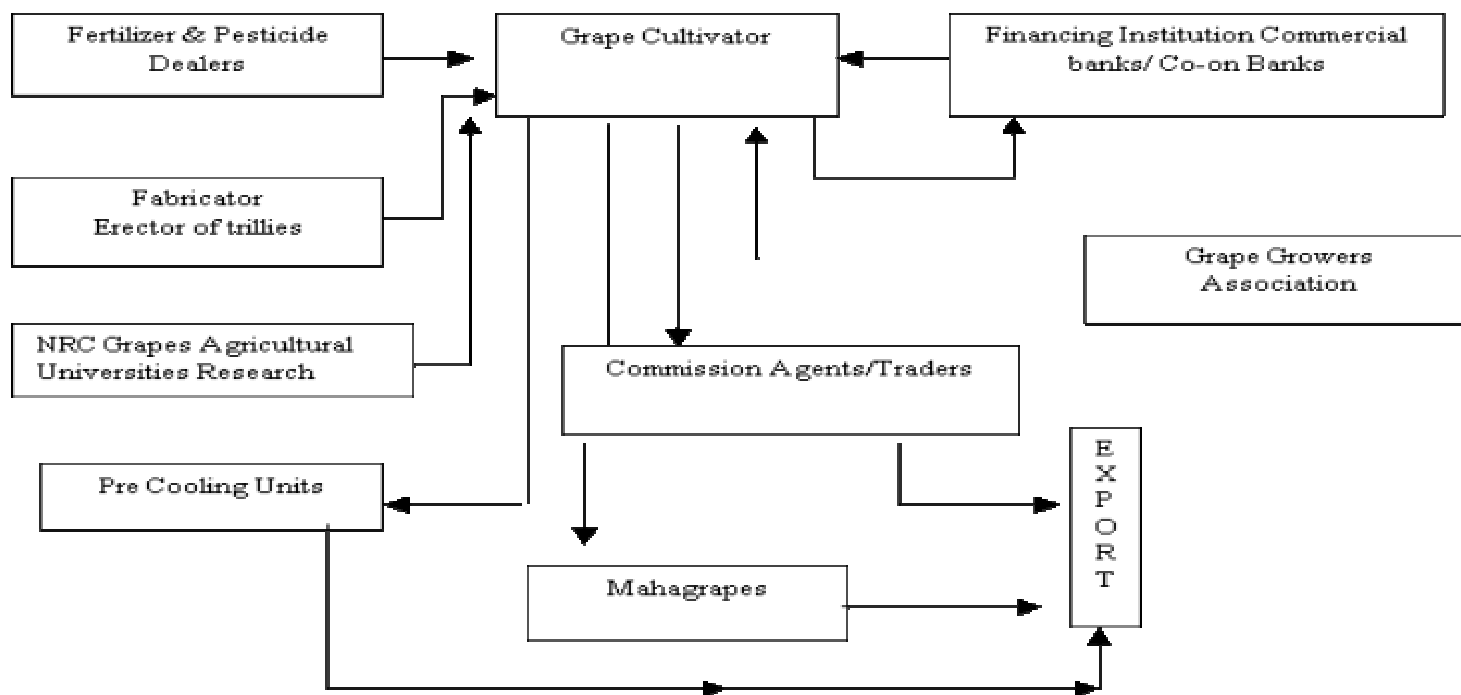 Fertilizer & Pesticide
Dealers
Grape Cultivator
Financing Institution Commercial
banks/ Co-on Banks
Fabricator
Erector of trillies
Grape Growers
Association
NRC Grapes Agricultural
Universities Research
Commission Agents/Traders
Pre Cooling Units
EXPORT
Mahagrapes